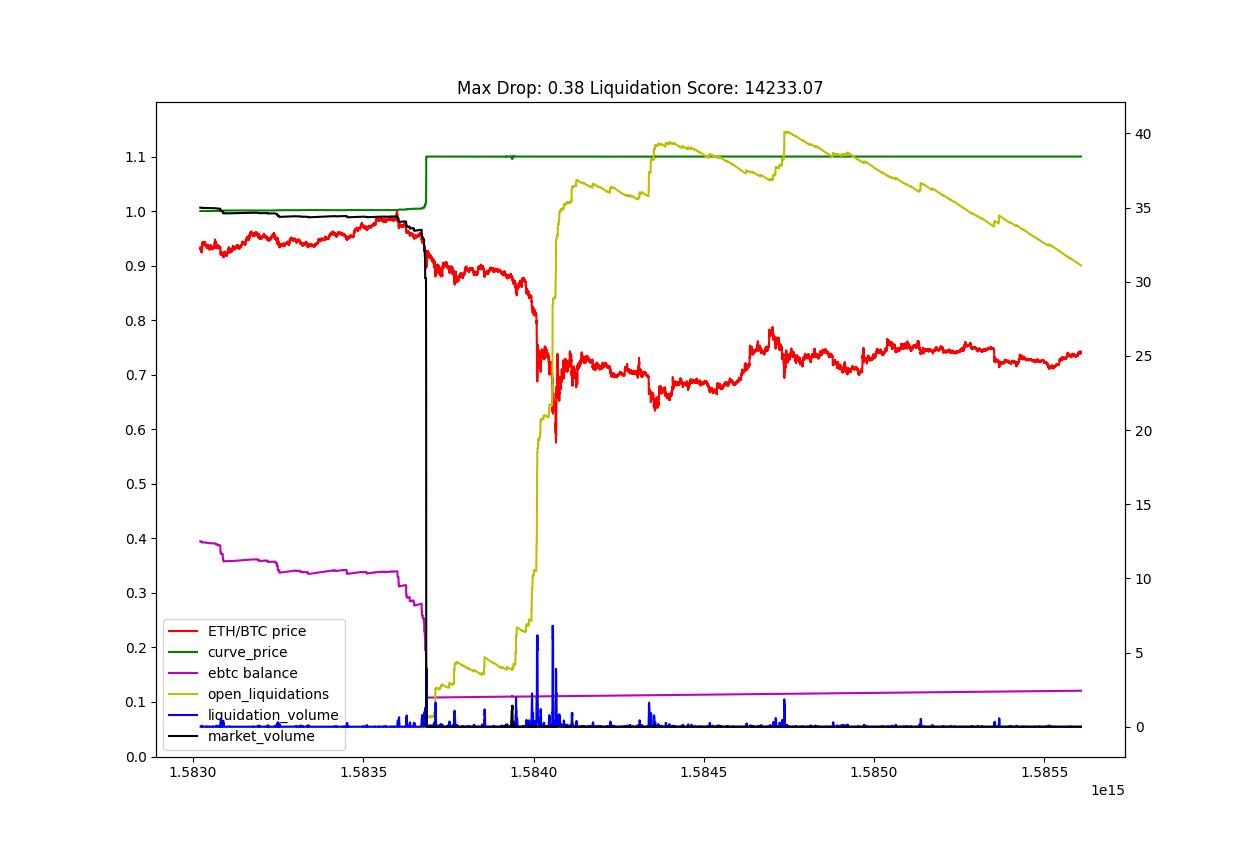 Max Drop: 0.38 Liquidation Score: 14233.07
1.1
1.0
0.9
0.8
0.7
0.6
0.5
0.4
0.3
0.2
0.1
0.0
40
35
30
25
20
15
10
5
0
ETH/BTC price
curve_price
ebtc balance
open_liquidations
liquidation_volume
market_volume
1.5830 1.5835 1.5840 1.5845 1.5850 1.5855
1e15